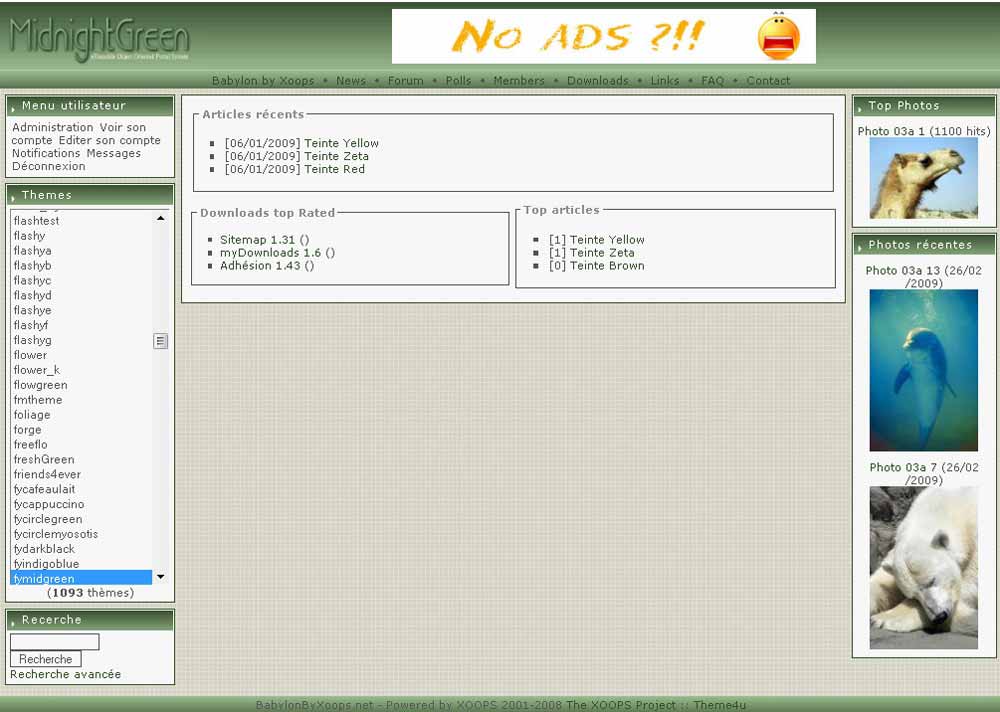 MidnightGreen
NO ADS ?!!
Babylon by Xoops • News • Forum • Polls • Members • Downloads • Links • FAQ • Contact
Menu utilisateur
Administration Voir son
compte Editer son compte
Notifications Messages
Déconnexion
Themes
flashtest
flashy
flashya
flashyb
flashyc
flashyd
flashye
flashyf
flashyg
flower
flower_k
flowgreen
fmtheme
foliage
forge
freeflo
freshGreen
friends4ever
fycafeaulait
fycappuccino
fycirclegreen
fycirclemyosotis
fydarkblack
fyindigoblue
fymidgreen
(1093 thèmes)
Recerche
Recherche
Recherche avancée
Articles récents
[06/01/2009] Teinte Yellow
[06/01/2009] Teinte Zeta
[06/01/2009] Teinte Red
Downloads top Rated
Sitemap 1.31 ()
myDownloads 1.6 ()
Adhésion 1.43 ()
Top articles
[1] Teinte Yellow
[1] Teinte Zeta
[0] Teinte Brown
Top Photos
Photo 03a 1 (1100 hits)
Photos récentes
Photo 03a 13 (26/02
/2009)
Photo 03a 7 (26/02
/2009)
BabylonByXoops.net - Powered by XOOPS 2001-2008 The XOOPS Project :: Theme4u